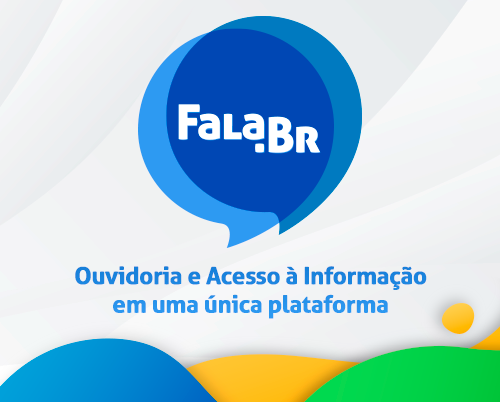 Fala.BR
Ouvidoria e Acesso à Informação
em uma única plataforma